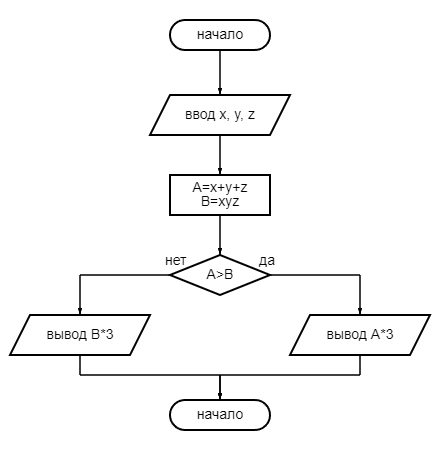 начало
ввод x, y, z
A=x+y+z
B=xyz
нет
да
A>B
вывод B*3
вывод A*3
начало